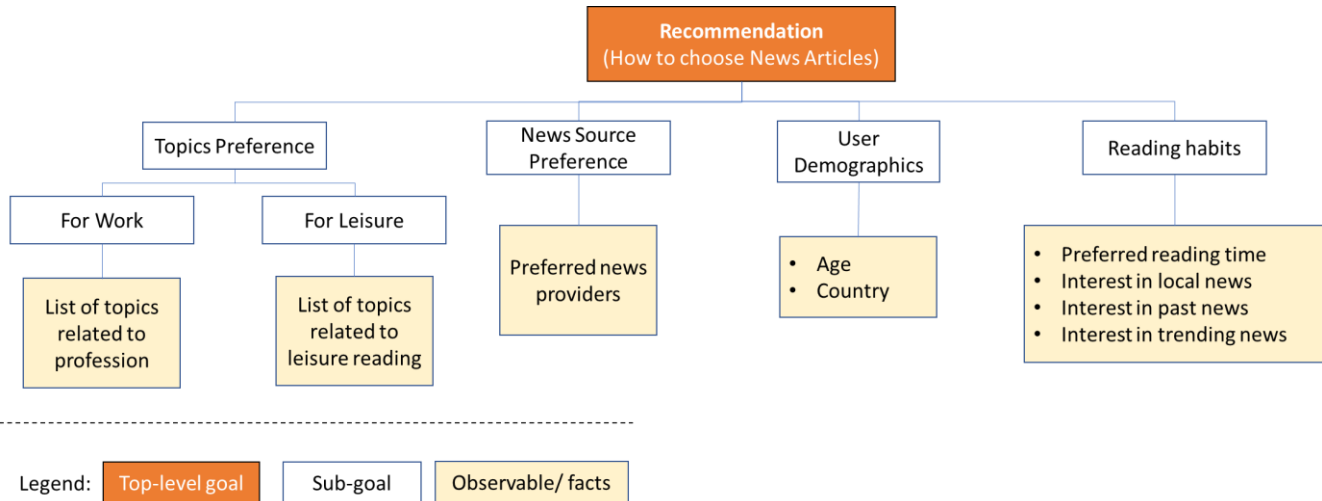 Recommendation
(How to choose News Articles)
Topics Preference
News Source
Preference
User
Demographics
Reading habits
For Work
For Leisure
List of topics
related to
profession
List of topics
related to
leisure reading
Preferred news
providers
• Age
• Country
• Preferred reading time
• Interest in local news
• Interest in past news
• Interest in trending news
Legend:
Top-level goal
Sub-goal
Observable/ facts